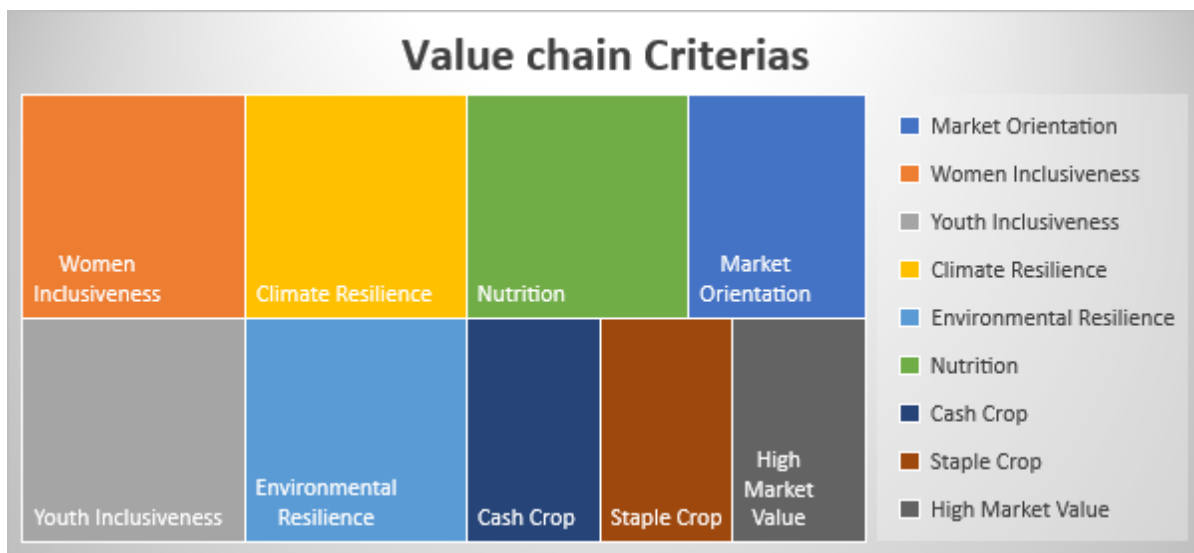 Value chain Criterias
Women
Inclusiveness
Climate Resilience
Nutrition
Market
Orientation
Youth Inclusiveness
Environmental
Resilience
Cash Crop
Staple Crop
High
Market
Value
Market Orientation
Women Inclusiveness
Youth Inclusiveness
Climate Resilience
Environmental Resilience
Nutrition
Cash Crop
Staple Crop
High Market Value